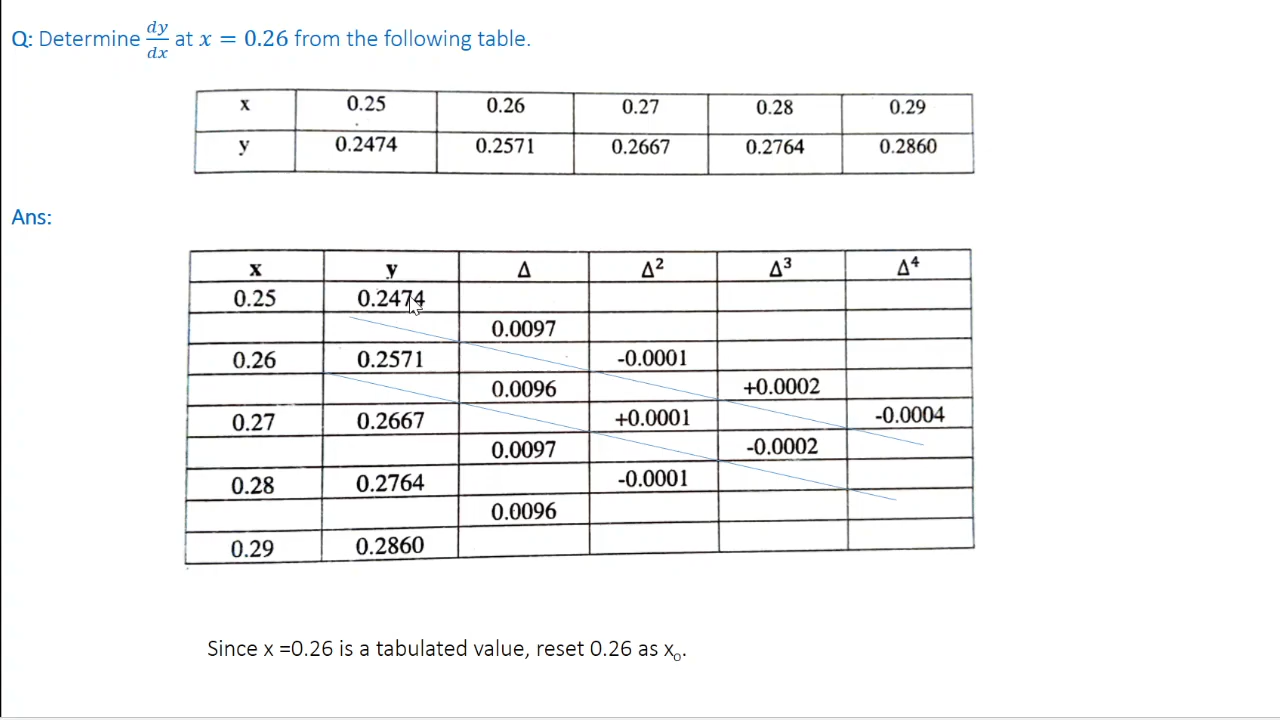 Q: Determine dy/dx at x = 0.26 from the following table.
x 0.25 0.26 0.27 0.28 0.29
y 0.2474 0.2571 0.2667 0.2764 0.2860
Ans:
x y Δ Δ² Δ³ Δ⁴
0.25 0.2474
0.0097
0.26 0.2571 -0.0001
0.0096 +0.0002
0.27 0.2667 +0.0001 -0.0004
0.0097 -0.0002
0.28 0.2764 -0.0001
0.0096
0.29 0.2860
Since x =0.26 is a tabulated value, reset 0.26 as x₀.